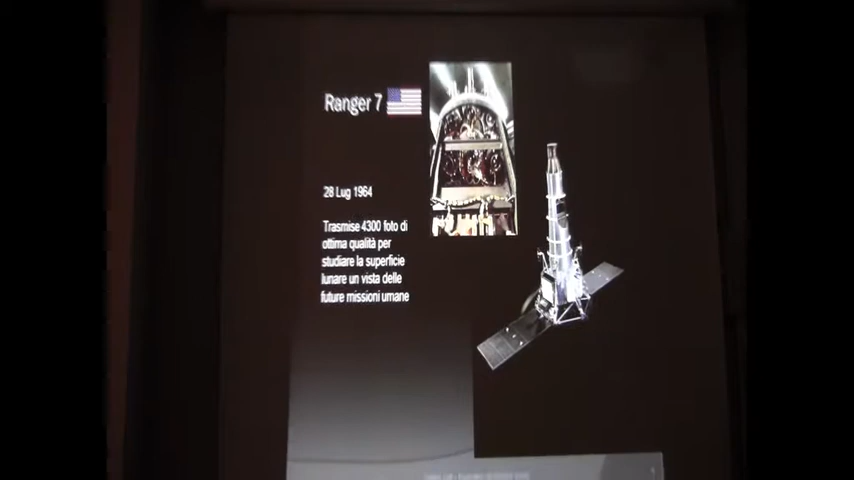 Ranger 7
28 Lug 1964
Trasmise 4300 foto di
ottima qualità per
studiare la superficie
lunare un vista delle
future missioni umane